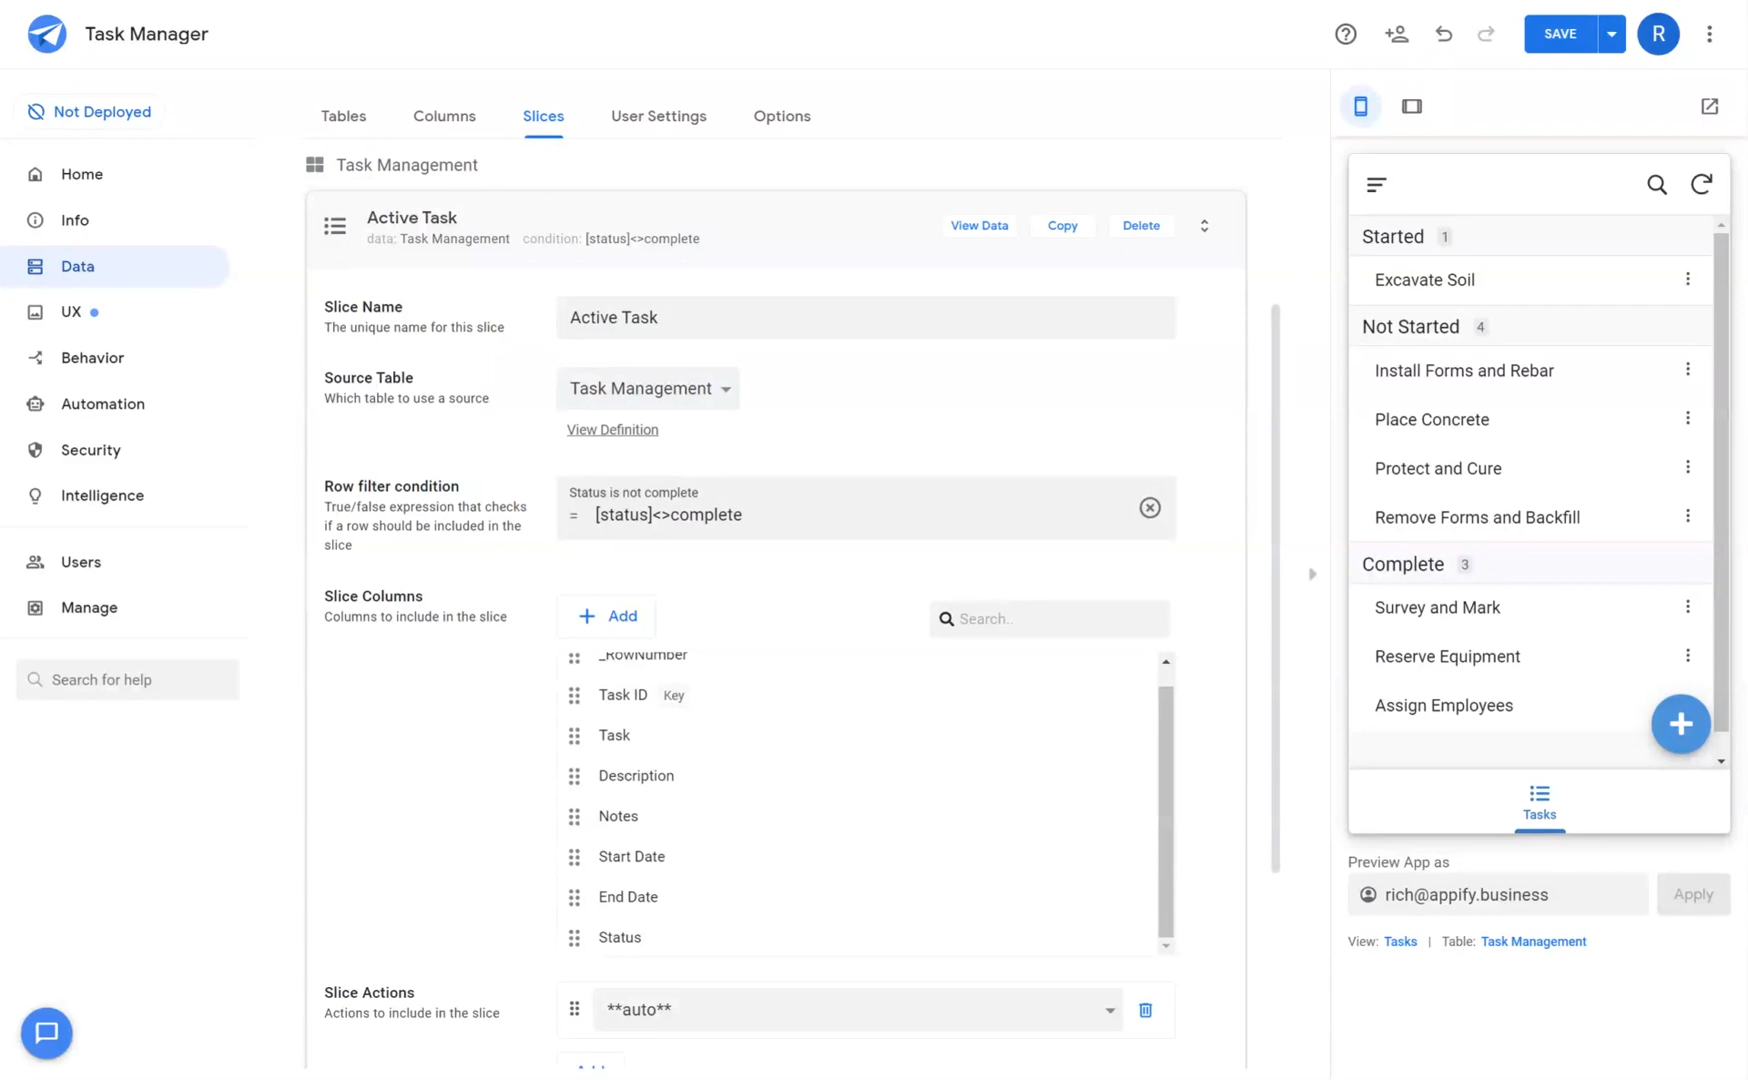 Task Manager
SAVE
R
Not Deployed
Home
Info
Data
UX
Behavior
Automation
Security
Intelligence
Users
Manage
Search for help
Tables
Columns
Slices
User Settings
Options
Task Management
Active Task
data: Task Management condition: [status]<>complete
View Data
Copy
Delete
Slice Name
The unique name for this slice
Active Task
Source Table
Which table to use a source
Task Management
View Definition
Row filter condition
True/false expression that checks
if a row should be included in the
slice
Status is not complete
= [status]<>complete
Slice Columns
Columns to include in the slice
Add
Search..
_RowNumber
Task ID Key
Task
Description
Notes
Start Date
End Date
Status
Slice Actions
Actions to include in the slice
**auto**
Started 1
Excavate Soil
Not Started 4
Install Forms and Rebar
Place Concrete
Protect and Cure
Remove Forms and Backfill
Complete 3
Survey and Mark
Reserve Equipment
Assign Employees
Tasks
Preview App as
rich@appify.business
Apply
View: Tasks | Table: Task Management